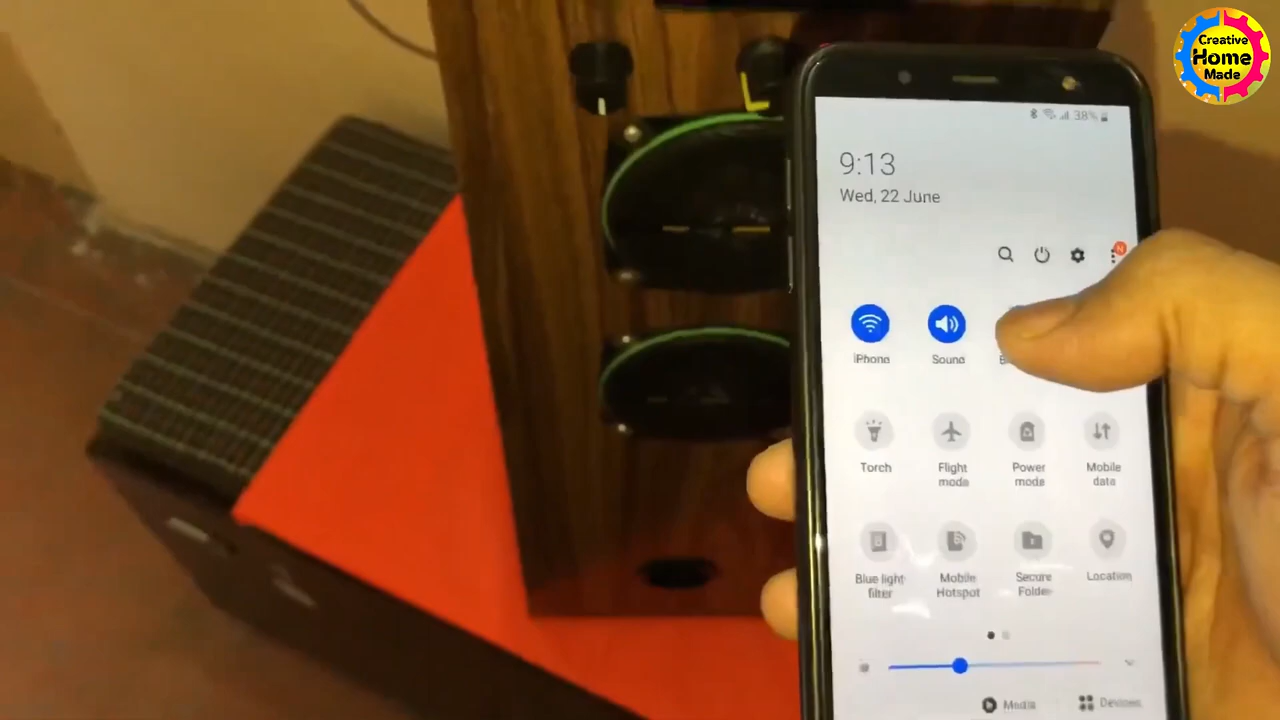 Creative
Home
Made
38%
9:13
Wed, 22 June
N
iPhone
Sound
B
Torch
Flight
mode
Power
mode
Mobile
data
Blue light
filter
Mobile
Hotspot
Secure
Folder
Location
Media
Devices